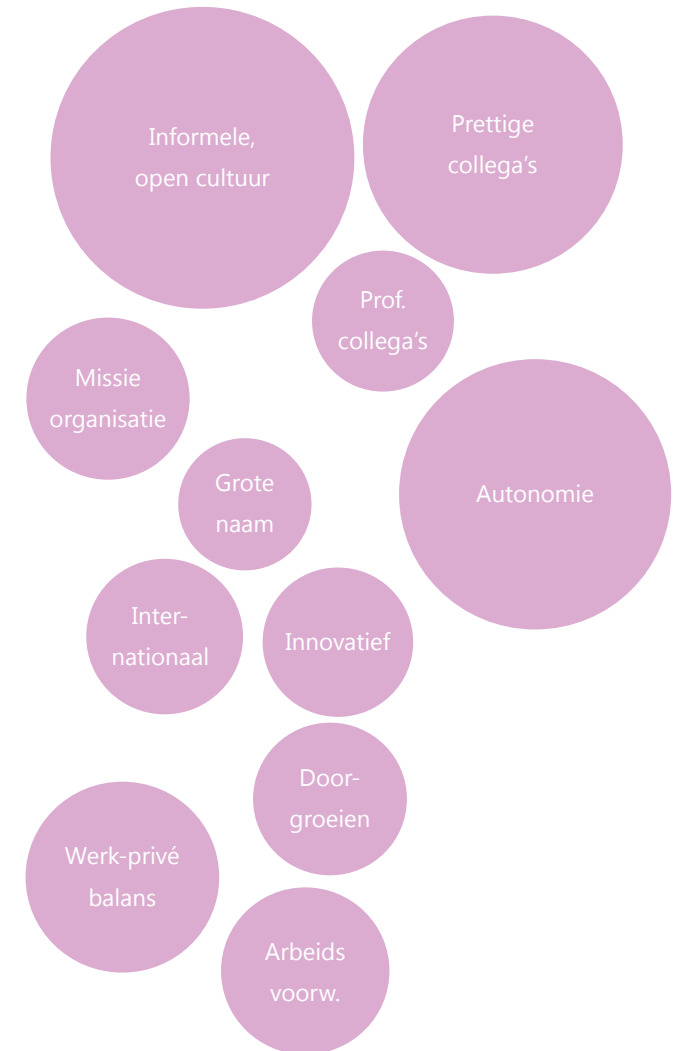 Informele,
open cultuur
Prettige
collega’s
Prof.
collega’s
Missie
organisatie
Grote
naam
Autonomie
Inter-
nationaal
Innovatief
Door-
groeien
Werk-privé
balans
Arbeids
voorw.